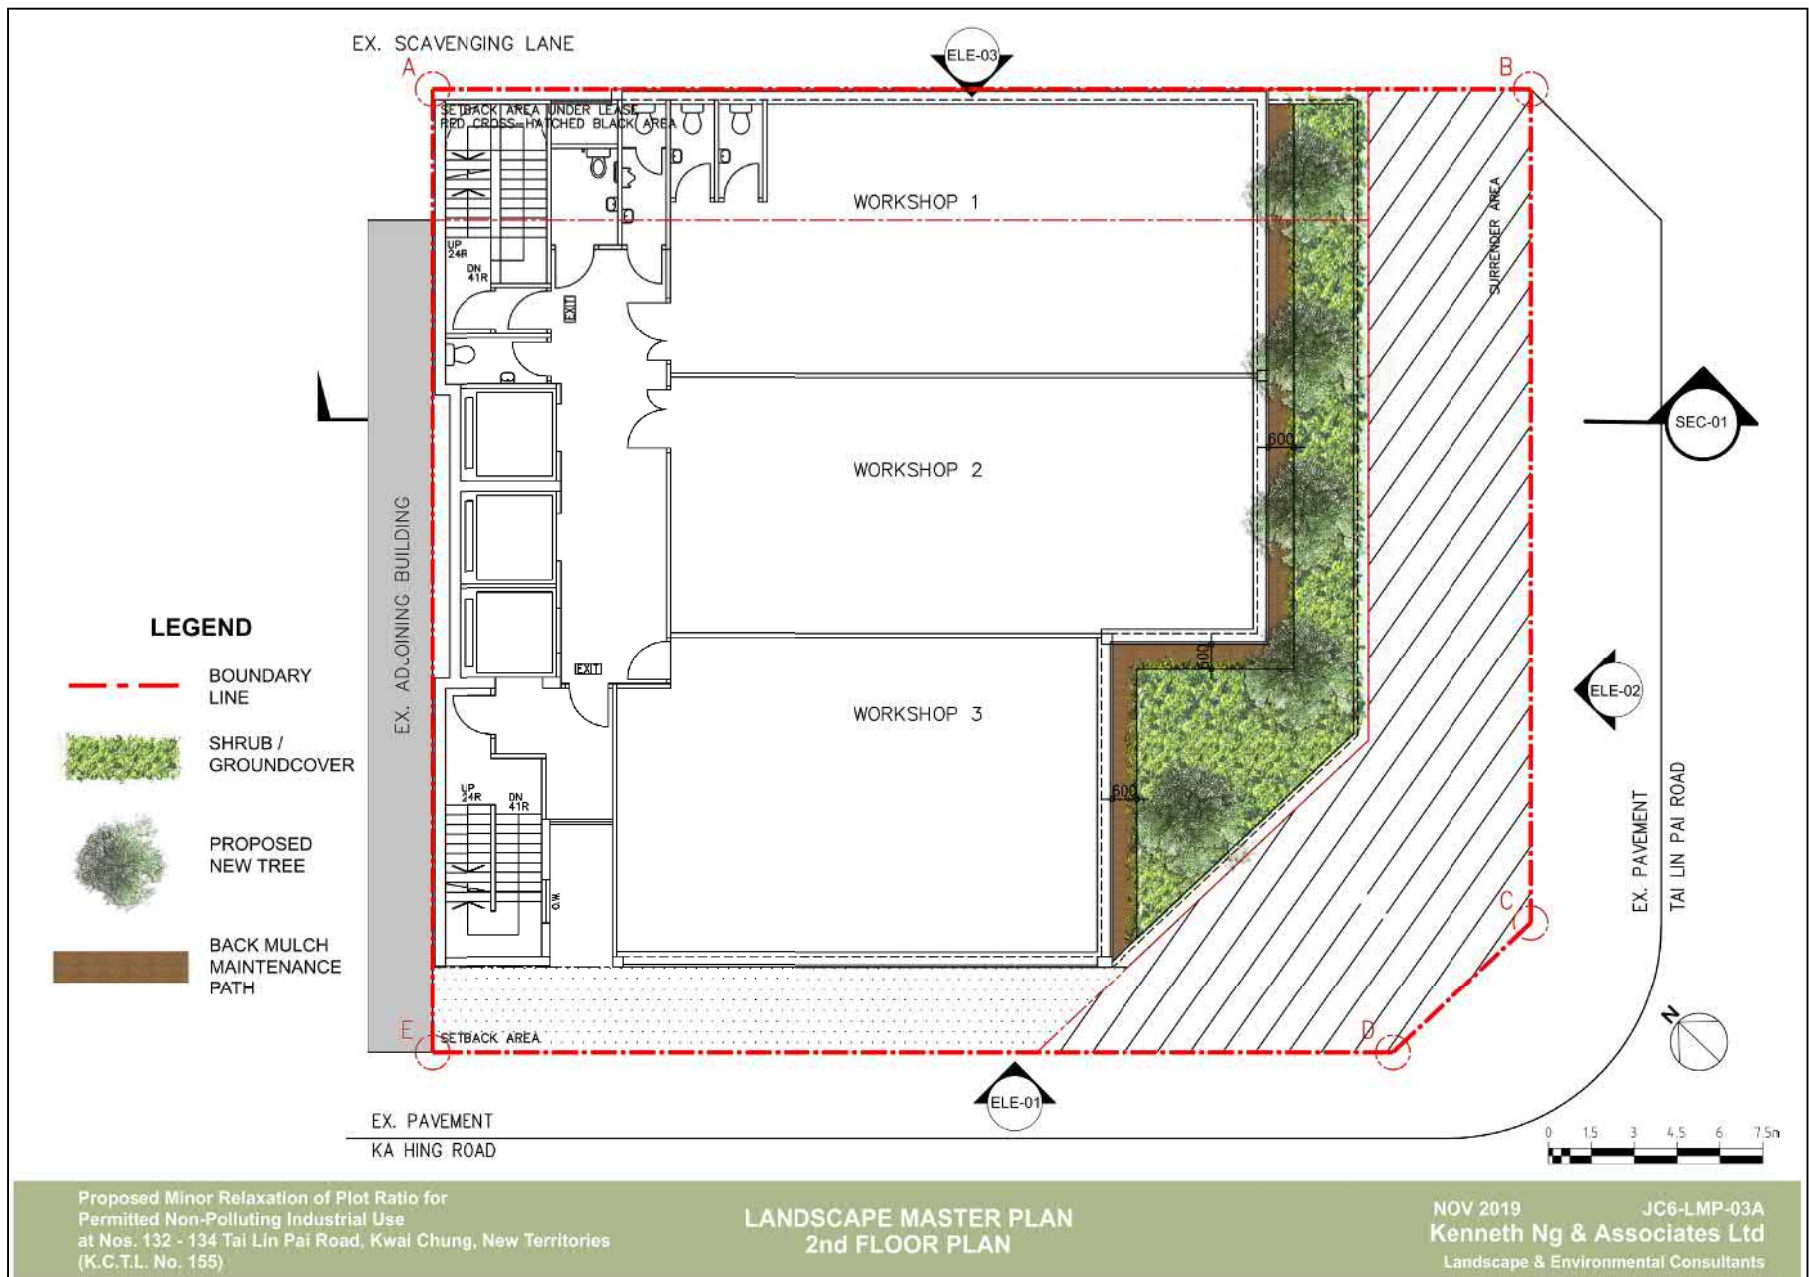 EX. SCAVENGING LANE
A
ELE-03
B
SETBACK AREA UNDER LEASE
RED CROSS-HATCHED BLACK AREA
WORKSHOP 1
SURRENDER AREA
UP
24R
DN
41R
EXIT
SEC-01
600
WORKSHOP 2
EX. ADJOINING BUILDING
LEGEND
BOUNDARY
LINE
SHRUB /
GROUNDCOVER
PROPOSED
NEW TREE
BACK MULCH
MAINTENANCE
PATH
EXIT
600
ELE-02
WORKSHOP 3
UP
24R
DN
41R
600
O.W.
EX. PAVEMENT
TAI LIN PAI ROAD
C
N
E
SETBACK AREA
D
ELE-01
EX. PAVEMENT
KA HING ROAD
0 1.5 3 4.5 6 7.5m
Proposed Minor Relaxation of Plot Ratio for
Permitted Non-Polluting Industrial Use
at Nos. 132 - 134 Tai Lin Pai Road, Kwai Chung, New Territories
(K.C.T.L. No. 155)
LANDSCAPE MASTER PLAN
2nd FLOOR PLAN
NOV 2019 JC6-LMP-03A
Kenneth Ng & Associates Ltd
Landscape & Environmental Consultants